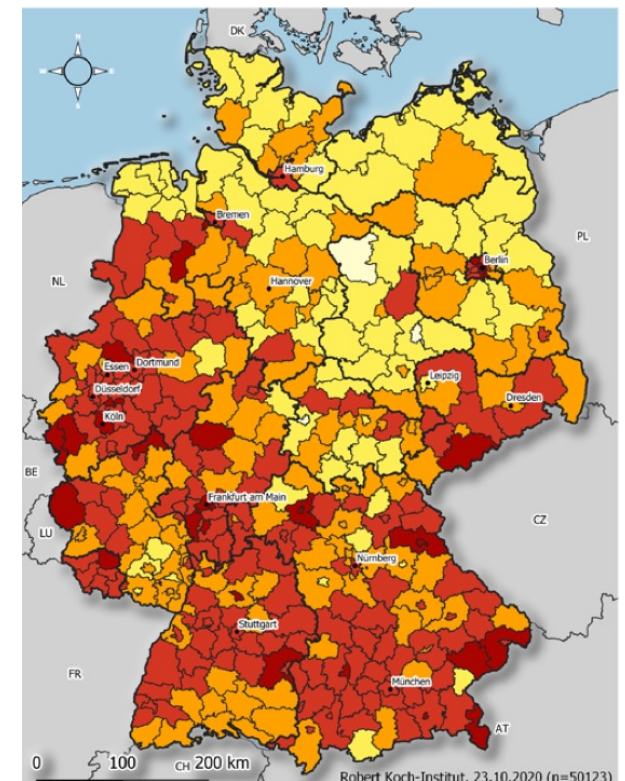 DK
N
W E
S
Hamburg
Bremen
PL
Berlin
NL
Hannover
Essen
Dortmund
Düsseldorf
Leipzig
Köln
Dresden
BE
Frankfurt am Main
LU
CZ
Nürnberg
Stuttgart
FR
München
AT
0 100 200 km
CH
Robert Koch-Institut, 23.10.2020 (n=50123)